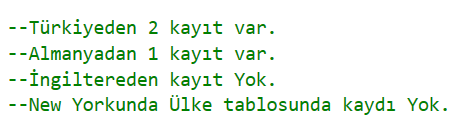 --Türkiyeden 2 kayıt var.
--Almanyadan 1 kayıt var.
--İngiltereden kayıt Yok.
--New Yorkunda Ülke tablosunda kaydı Yok.